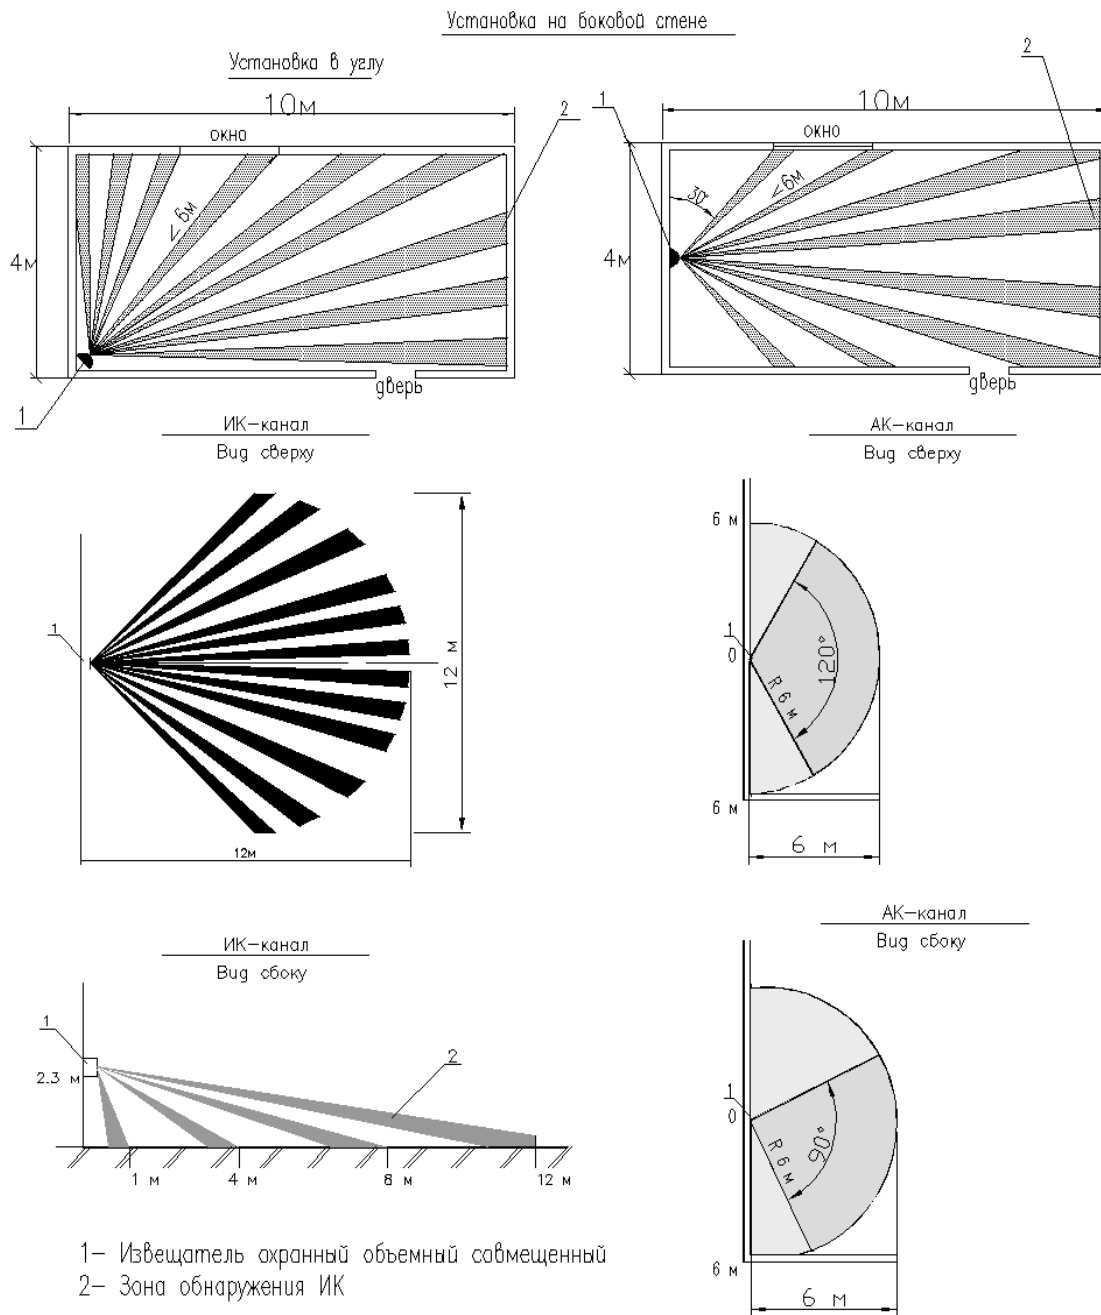 Установка на боковой стене
Установка в углу
2
1
10м
2
10м
окно
окно
<6м
30°
<6м
4м
4м
дверь
дверь
1
ИК-канал
Вид сверху
АК-канал
Вид сверху
6 м
1
1
0
120°
R 6 м
12 м
6 м
12м
6 м
ИК-канал
Вид сбоку
АК-канал
Вид сбоку
1
2
2.3 м
1
0
90°
R 6 м
1 м
4 м
8 м
12 м
1- Извещатель охранный объемный совмещенный
2- Зона обнаружения ИК
6 м
6 м